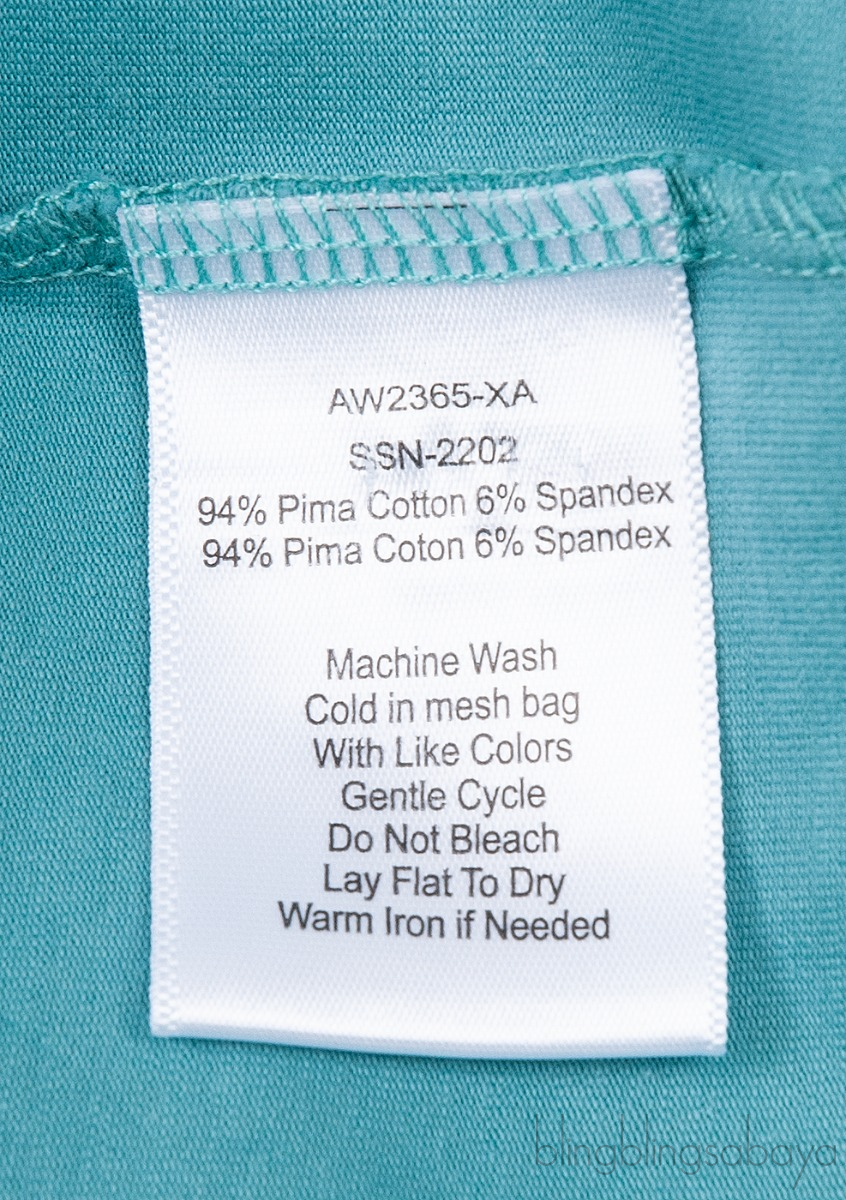 AW2365-XA
SSN-2202
94% Pima Cotton 6% Spandex
94% Pima Coton 6% Spandex
Machine Wash
Cold in mesh bag
With Like Colors
Gentle Cycle
Do Not Bleach
Lay Flat To Dry
Warm Iron if Needed
blingblingsabaya